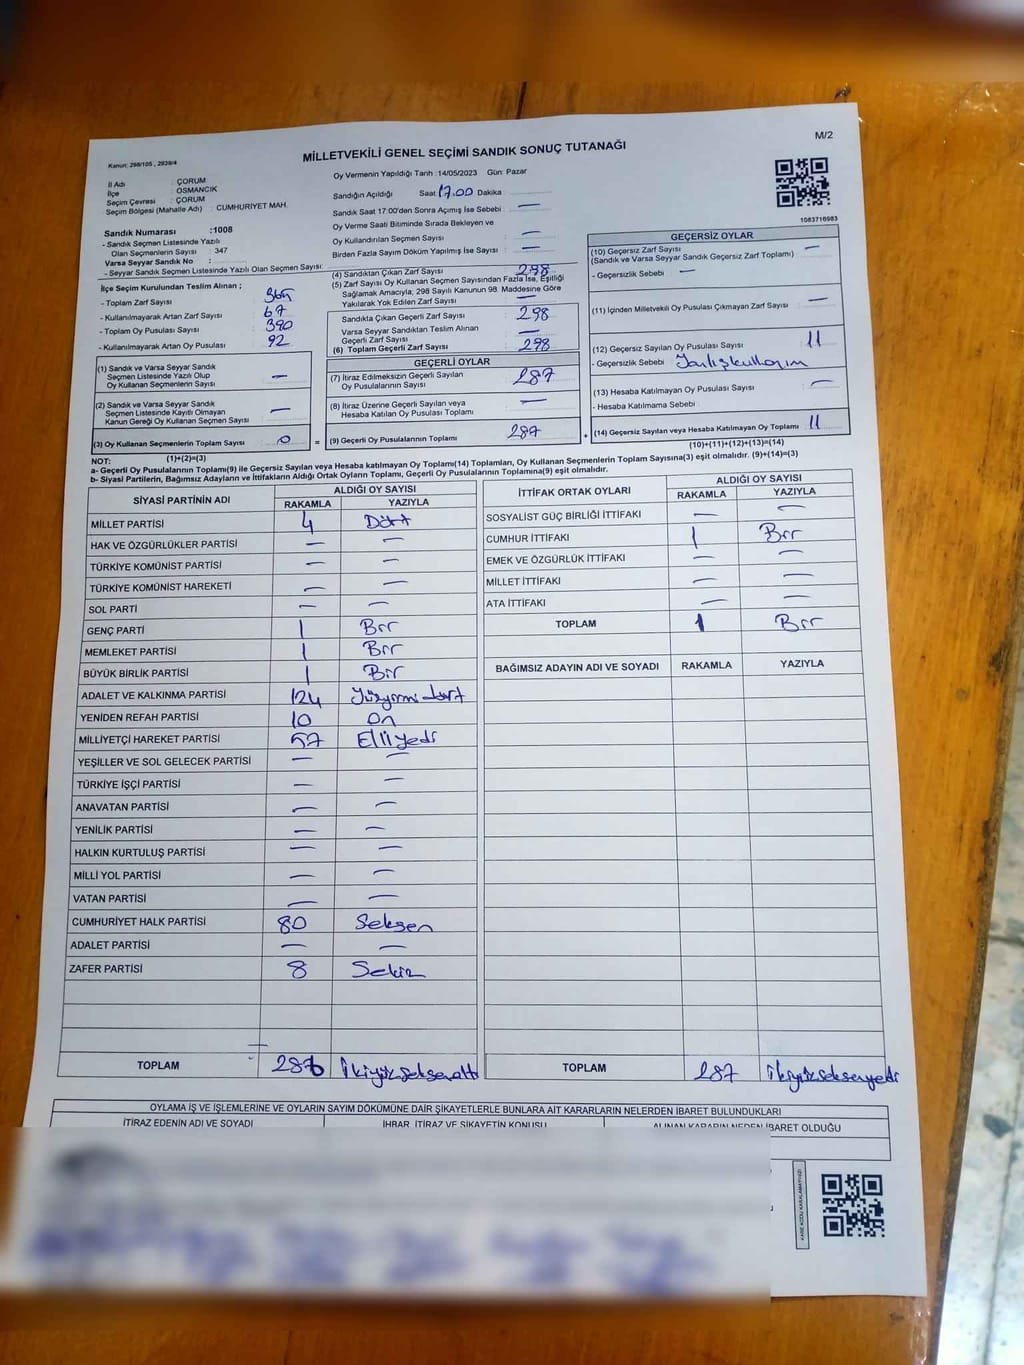 Kanun: 298/105 , 2839/4
M/2
MİLLETVEKİLİ GENEL SEÇİMİ SANDIK SONUÇ TUTANAĞI
İl Adı : ÇORUM
İlçe : OSMANCIK
Seçim Çevresi : ÇORUM
Seçim Bölgesi (Mahalle Adı) : CUMHURİYET MAH.
Sandık Numarası :1008
- Sandık Seçmen Listesinde Yazılı
Olan Seçmenlerin Sayısı : 347
Varsa Seyyar Sandık No :
- Seyyar Sandık Seçmen Listesinde Yazılı Olan Seçmen Sayısı:
İlçe Seçim Kurulundan Teslim Alınan ;
- Toplam Zarf Sayısı : 365
- Kullanılmayarak Artan Zarf Sayısı : 67
- Toplam Oy Pusulası Sayısı : 390
- Kullanılmayarak Artan Oy Pusulası : 92
(1) Sandık ve Varsa Seyyar Sandık
Seçmen Listesinde Yazılı Olup
Oy Kullanan Seçmenlerin Sayısı : —
(2) Sandık ve Varsa Seyyar Sandık
Seçmen Listesinde Kayıtlı Olmayan
Kanun Gereği Oy Kullanan Seçmen Sayısı : —
(3) Oy Kullanan Seçmenlerin Toplam Sayısı : 0 =
(1)+(2)=(3)
Oy Vermenin Yapıldığı Tarih :14/05/2023 Gün: Pazar
Sandığın Açıldığı Saat 17.00 Dakika :
Sandık Saat 17:00'den Sonra Açılmış İse Sebebi : —
Oy Verme Saati Bitiminde Sırada Bekleyen ve
Oy Kullandırılan Seçmen Sayısı : —
Birden Fazla Sayım Döküm Yapılmış İse Sayısı : —
(4) Sandıktan Çıkan Zarf Sayısı : 298
(5) Zarf Sayısı Oy Kullanan Seçmen Sayısından Fazla İse, Eşitliği
Sağlamak Amacıyla, 298 Sayılı Kanunun 98. Maddesine Göre
Yakılarak Yok Edilen Zarf Sayısı : —
Sandıkta Çıkan Geçerli Zarf Sayısı : 298
Varsa Seyyar Sandıktan Teslim Alınan
Geçerli Zarf Sayısı : —
(6) Toplam Geçerli Zarf Sayısı : 298
GEÇERLİ OYLAR
(7) İtiraz Edilmeksizin Geçerli Sayılan
Oy Pusulalarının Sayısı : 287
(8) İtiraz Üzerine Geçerli Sayılan veya
Hesaba Katılan Oy Pusulası Toplamı : —
(9) Geçerli Oy Pusulalarının Toplamı : 287 +
1083716983
GEÇERSİZ OYLAR
(10) Geçersiz Zarf Sayısı : —
(Sandık ve Varsa Seyyar Sandık Geçersiz Zarf Toplamı)
- Geçersizlik Sebebi : —
(11) İçinden Milletvekili Oy Pusulası Çıkmayan Zarf Sayısı : —
(12) Geçersiz Sayılan Oy Pusulası Sayısı : 11
- Geçersizlik Sebebi : Yanlışkullanım
(13) Hesaba Katılmayan Oy Pusulası Sayısı : —
- Hesaba Katılmama Sebebi :
(14) Geçersiz Sayılan veya Hesaba Katılmayan Oy Toplamı : 11
(10)+(11)+(12)+(13)=(14)
NOT:
a- Geçerli Oy Pusulalarının Toplamı(9) ile Geçersiz Sayılan veya Hesaba katılmayan Oy Toplamı(14) Toplamları, Oy Kullanan Seçmenlerin Toplam Sayısına(3) eşit olmalıdır. (9)+(14)=(3)
b- Siyasi Partilerin, Bağımsız Adayların ve İttifakların Aldığı Ortak Oyların Toplamı, Geçerli Oy Pusulalarının Toplamına(9) eşit olmalıdır.
SİYASİ PARTİNİN ADI ALDIĞI OY SAYISI
RAKAMLA YAZIYLA
MİLLET PARTİSİ 4 Dört
HAK VE ÖZGÜRLÜKLER PARTİSİ — —
TÜRKİYE KOMÜNİST PARTİSİ — —
TÜRKİYE KOMÜNİST HAREKETİ — —
SOL PARTİ — —
GENÇ PARTİ 1 Bir
MEMLEKET PARTİSİ 1 Bir
BÜYÜK BİRLİK PARTİSİ 1 Bir
ADALET VE KALKINMA PARTİSİ 124 Yüzyirmi dört
YENİDEN REFAH PARTİSİ 10 On
MİLLİYETÇİ HAREKET PARTİSİ 57 Elliyedi
YEŞİLLER VE SOL GELECEK PARTİSİ — —
TÜRKİYE İŞÇİ PARTİSİ — —
ANAVATAN PARTİSİ — —
YENİLİK PARTİSİ — —
HALKIN KURTULUŞ PARTİSİ — —
MİLLİ YOL PARTİSİ — —
VATAN PARTİSİ — —
CUMHURİYET HALK PARTİSİ 80 Seksen
ADALET PARTİSİ — —
ZAFER PARTİSİ 8 Sekiz
TOPLAM 286 İkiyüzseksenaltı
İTTİFAK ORTAK OYLARI ALDIĞI OY SAYISI
RAKAMLA YAZIYLA
SOSYALİST GÜÇ BİRLİĞİ İTTİFAKI — —
CUMHUR İTTİFAKI 1 Bir
EMEK VE ÖZGÜRLÜK İTTİFAKI — —
MİLLET İTTİFAKI — —
ATA İTTİFAKI — —
TOPLAM 1 Bir
BAĞIMSIZ ADAYIN ADI VE SOYADI RAKAMLA YAZIYLA
TOPLAM 287 İkiyüzseksenyedi
OYLAMA İŞ VE İŞLEMLERİNE VE OYLARIN SAYIM DÖKÜMÜNE DAİR ŞİKAYETLERLE BUNLARA AİT KARARLARIN NELERDEN İBARET BULUNDUKLARI
İTİRAZ EDENİN ADI VE SOYADI İHBAR, İTİRAZ VE ŞİKAYETİN KONUSU ALINAN KARARIN NEDEN İBARET OLDUĞU
KARE KODU KARALAMAYINIZ!